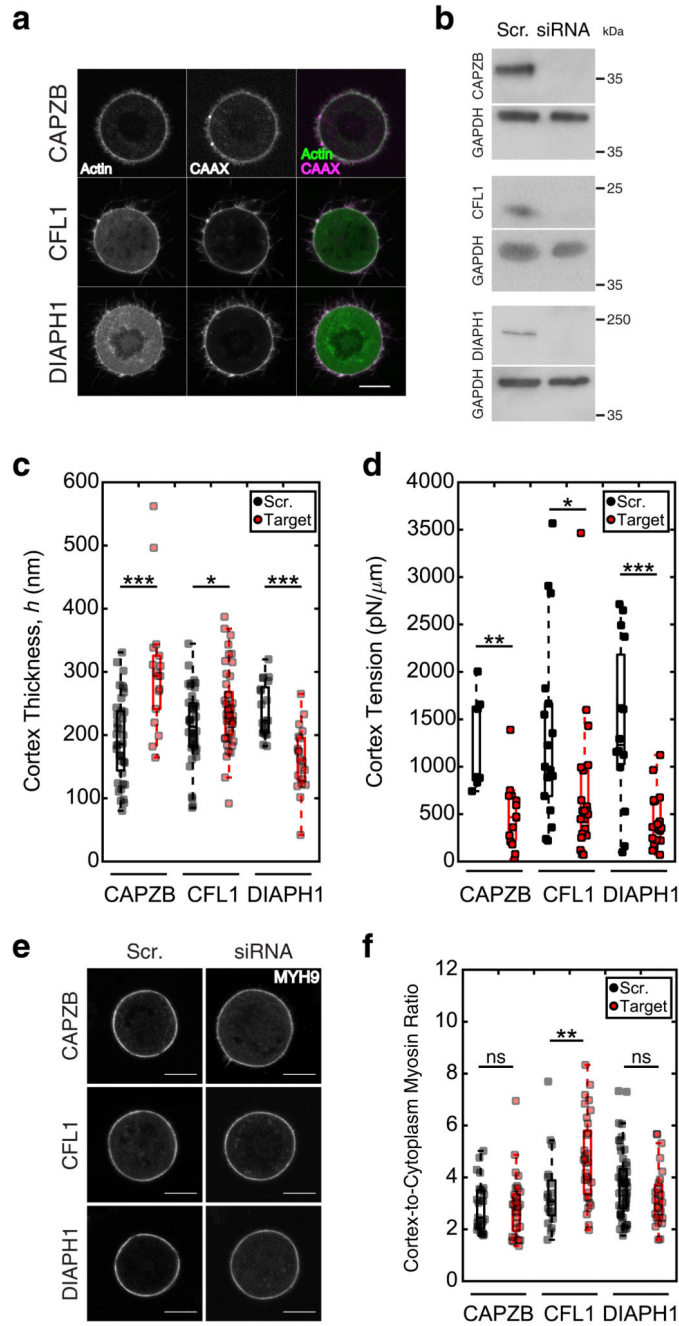 a
CAPZB
Actin
CAAX
Actin
CAAX
CFL1
DIAPH1
b
Scr. siRNA kDa
CAPZB
35
GAPDH
35
CFL1
25
GAPDH
35
DIAPH1
250
GAPDH
35
c
Cortex Thickness, h (nm)
600
500
400
300
200
100
0
Scr.
Target
*** * ***
CAPZB CFL1 DIAPH1
d
Cortex Tension (pN/μm)
4000
3500
3000
2500
2000
1500
1000
500
0
Scr.
Target
** * ***
CAPZB CFL1 DIAPH1
e
Scr. siRNA
MYH9
CAPZB
CFL1
DIAPH1
f
Cortex-to-Cytoplasm Myosin Ratio
12
10
8
6
4
2
0
Scr.
Target
ns ** ns
CAPZB CFL1 DIAPH1